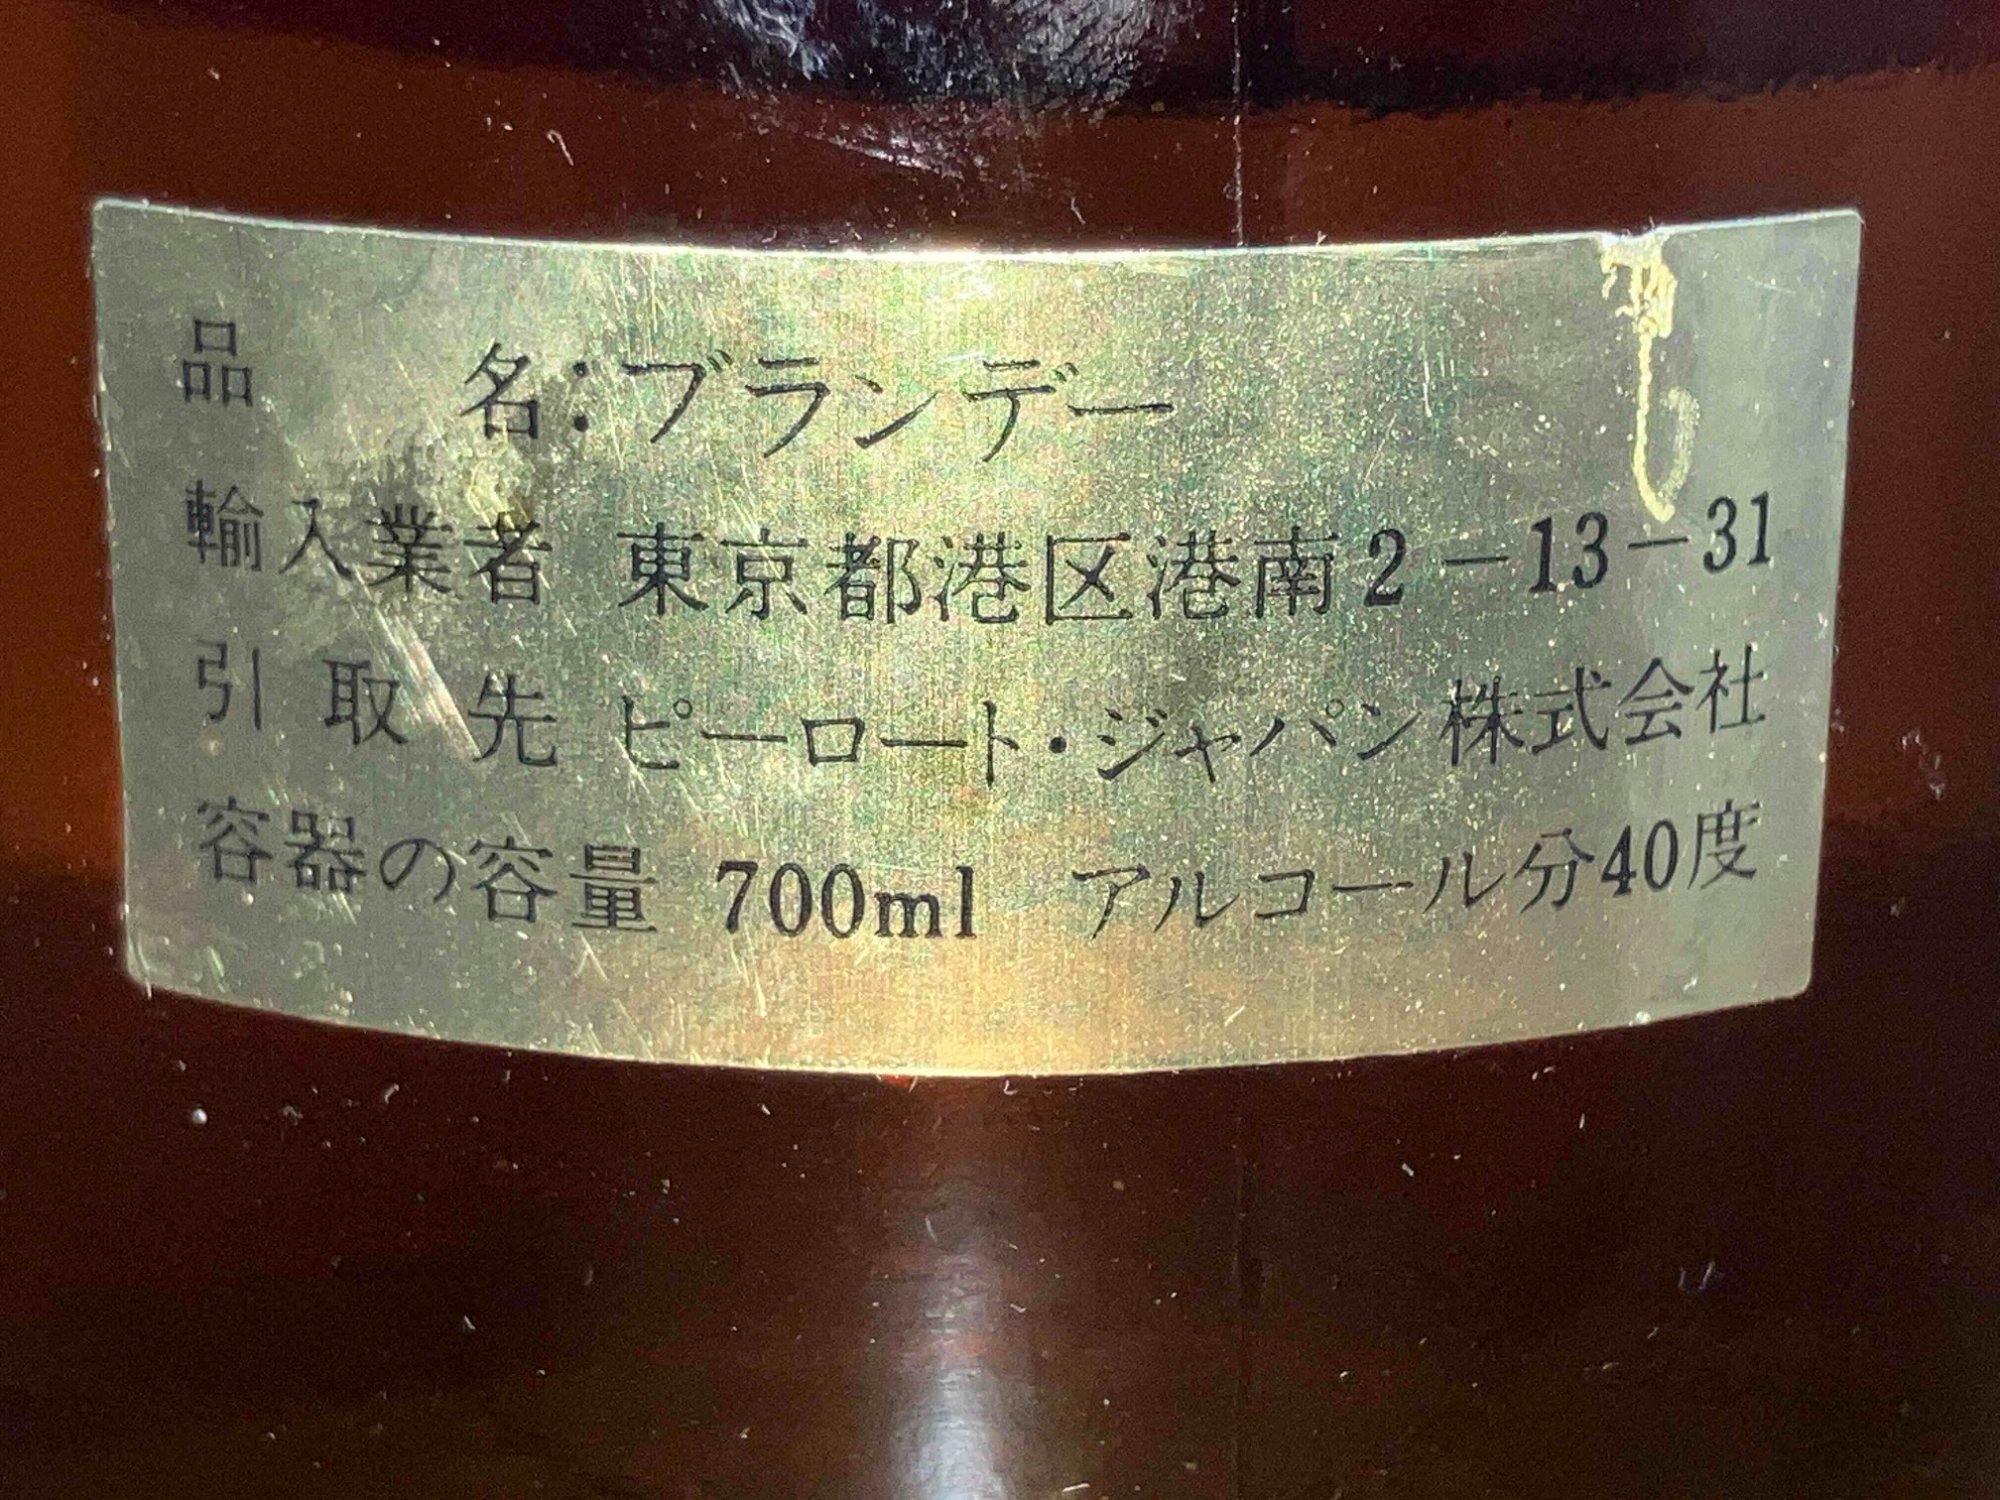 品 名：ブランデー
輸入業者 東京都港区港南2－13－31
引取先 ピーロート・ジャパン株式会社
容器の容量 700ml アルコール分40度